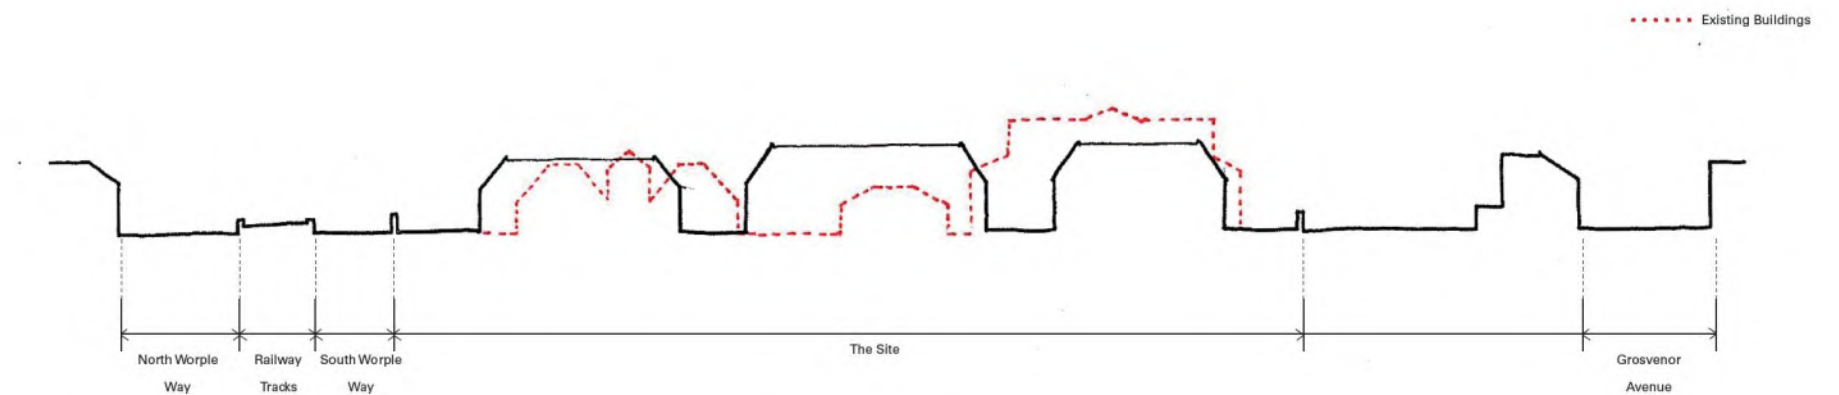 Existing Buildings
The Site
North Worple
Way
Railway
Tracks
South Worple
Way
Grosvenor
Avenue